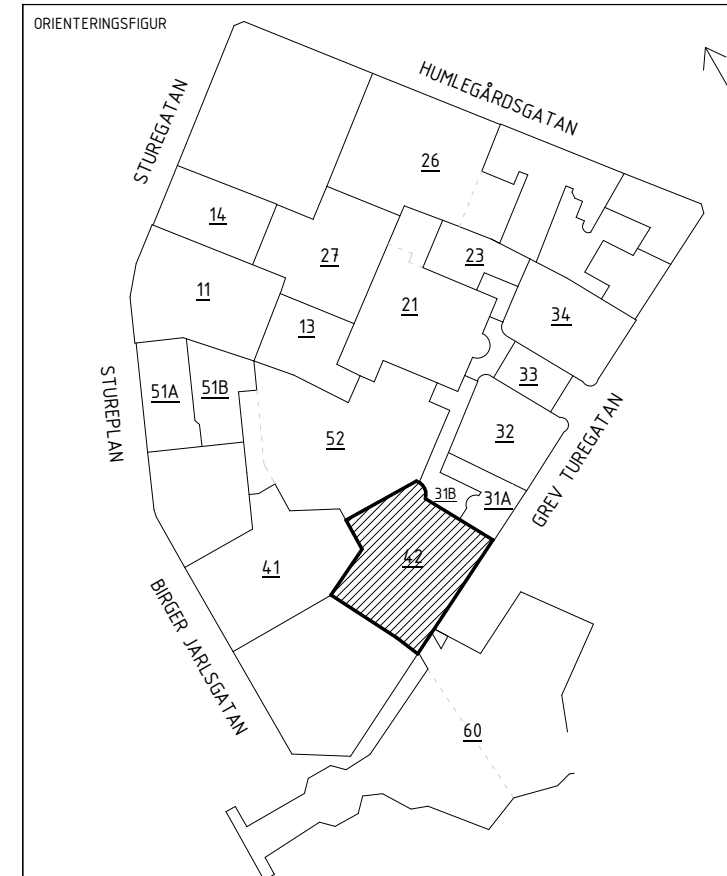 ORIENTERINGSFIGUR
HUMLEGÅRDSGATAN
STUREGATAN
26
14
27
23
11
21
34
13
33
51A
51B
STUREPLAN
52
32
GREV TUREGATAN
31B
31A
42
41
BIRGER JARLSGATAN
60